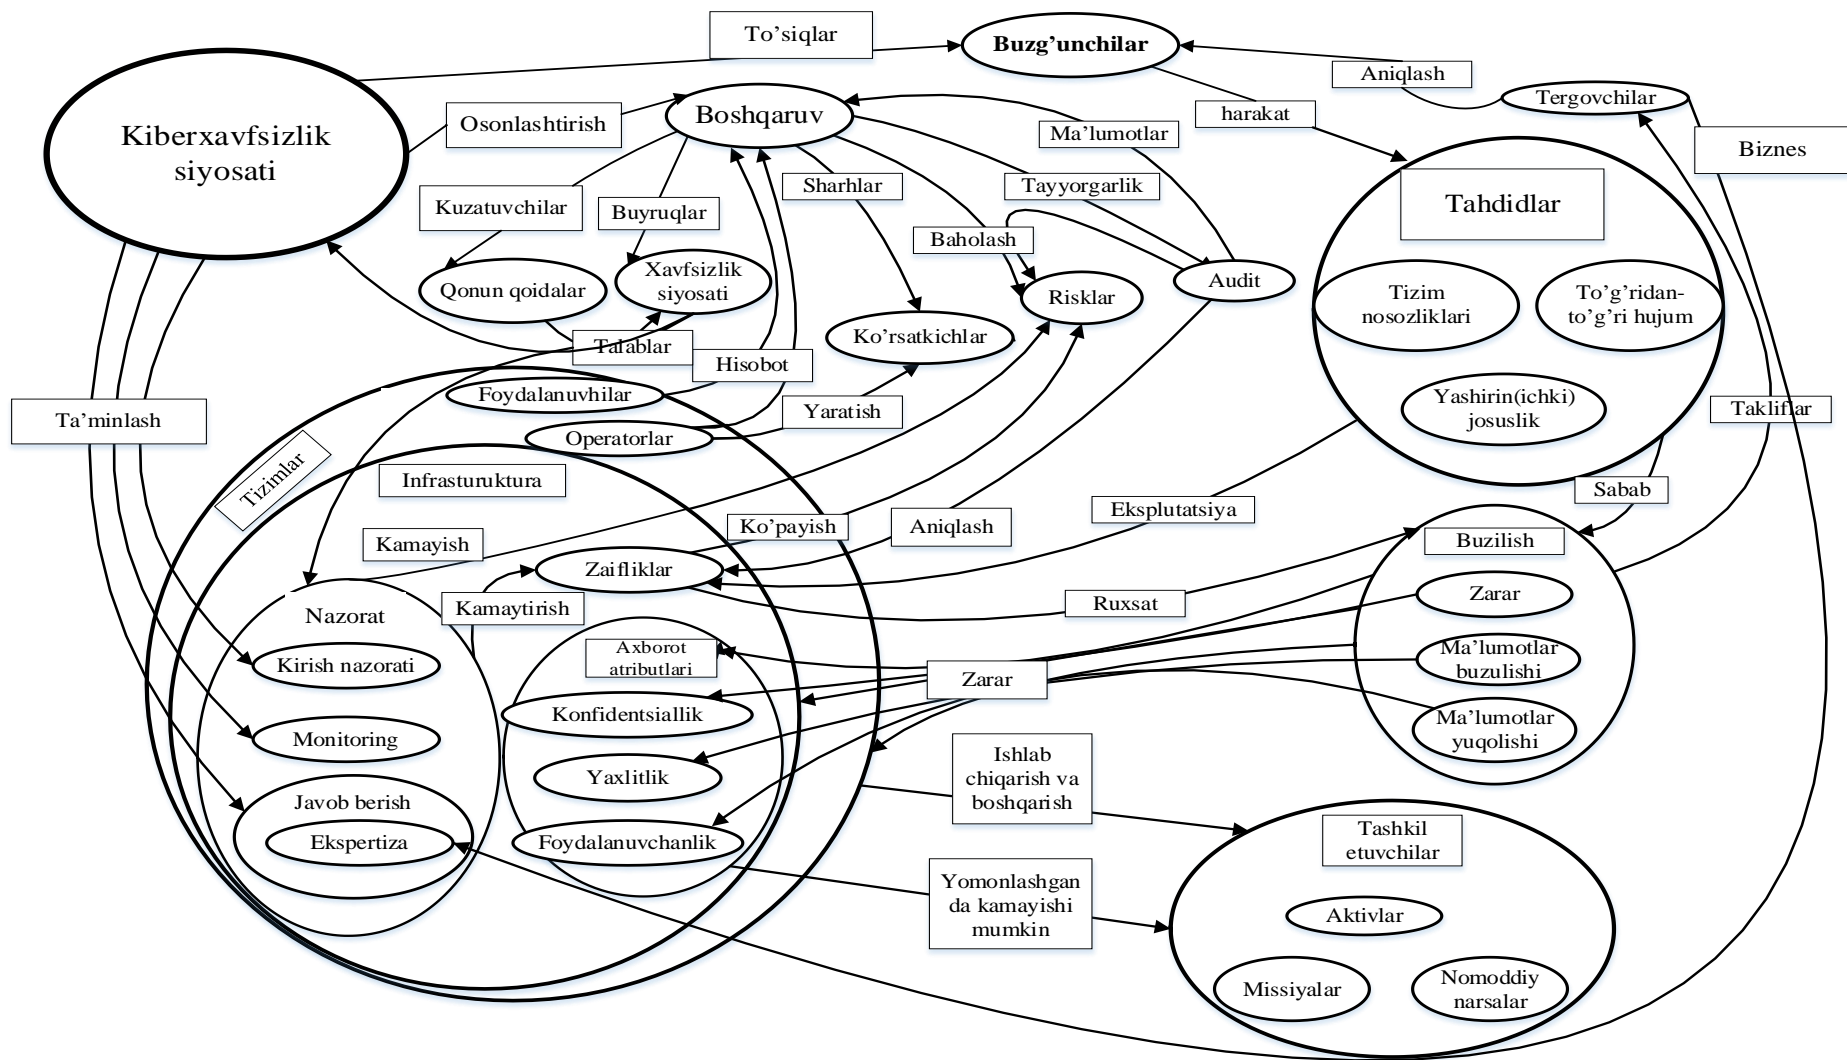 To’siqlar
Buzg’unchilar
Aniqlash
Tergovchilar
Kiberxavfsizlik
siyosati
Osonlashtirish
Boshqaruv
Ma’lumotlar
harakat
Biznes
Kuzatuvchilar
Buyruqlar
Sharhlar
Tayyorgarlik
Baholash
Tahdidlar
Qonun qoidalar
Xavfsizlik
siyosati
Risklar
Audit
Tizim
nosozliklari
To’g’ridan-
to’g’ri hujum
Talablar
Hisobot
Ko’rsatkichlar
Foydalanuvhilar
Yaratish
Yashirin(ichki)
josuslik
Takliflar
Ta’minlash
Operatorlar
Tizimlar
Infrasturuktura
Sabab
Kamayish
Ko’payish
Aniqlash
Eksplutatsiya
Buzilish
Zaifliklar
Zarar
Nazorat
Kamaytirish
Ruxsat
Kirish nazorati
Axborot
atributlari
Zarar
Ma’lumotlar
buzulishi
Konfidentsiallik
Monitoring
Ma’lumotlar
yuqolishi
Yaxlitlik
Ishlab
chiqarish va
boshqarish
Javob berish
Ekspertiza
Foydalanuvchanlik
Tashkil
etuvchilar
Yomonlashgan
da kamayishi
mumkin
Aktivlar
Missiyalar
Nomoddiy
narsalar